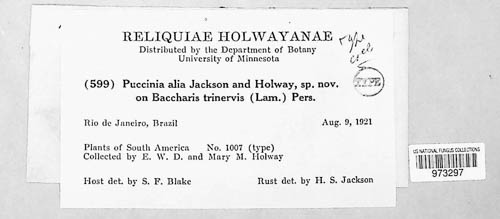 RELIQUIAE HOLWAYANAE
Distributed by the Department of Botany
University of Minnesota
type
TYPE
(599) Puccinia alia Jackson and Holway, sp. nov.
on Baccharis trinervis (Lam.) Pers.
Rio de Janeiro, Brazil Aug. 9, 1921
Plants of South America No. 1007 (type)
Collected by E. W. D. and Mary M. Holway
Host det. by S. F. Blake Rust det. by H. S. Jackson
US NATIONAL FUNGUS COLLECTIONS
973297